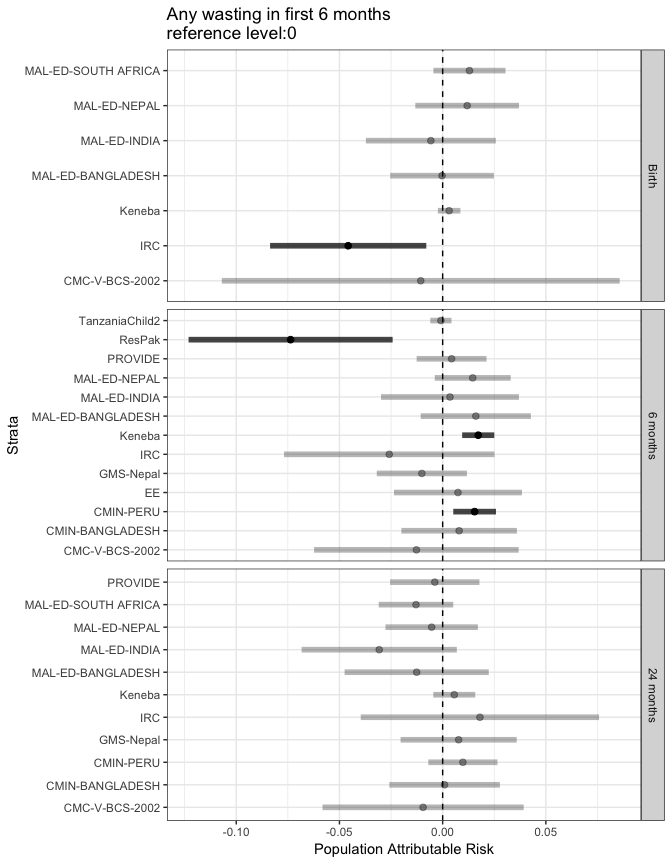 Any wasting in first 6 months
reference level:0
Strata
MAL-ED-SOUTH AFRICA
MAL-ED-NEPAL
MAL-ED-INDIA
MAL-ED-BANGLADESH
Keneba
IRC
CMC-V-BCS-2002
Birth
TanzaniaChild2
ResPak
PROVIDE
MAL-ED-NEPAL
MAL-ED-INDIA
MAL-ED-BANGLADESH
Keneba
IRC
GMS-Nepal
EE
CMIN-PERU
CMIN-BANGLADESH
CMC-V-BCS-2002
6 months
PROVIDE
MAL-ED-SOUTH AFRICA
MAL-ED-NEPAL
MAL-ED-INDIA
MAL-ED-BANGLADESH
Keneba
IRC
GMS-Nepal
CMIN-PERU
CMIN-BANGLADESH
CMC-V-BCS-2002
24 months
-0.10 -0.05 0.00 0.05
Population Attributable Risk